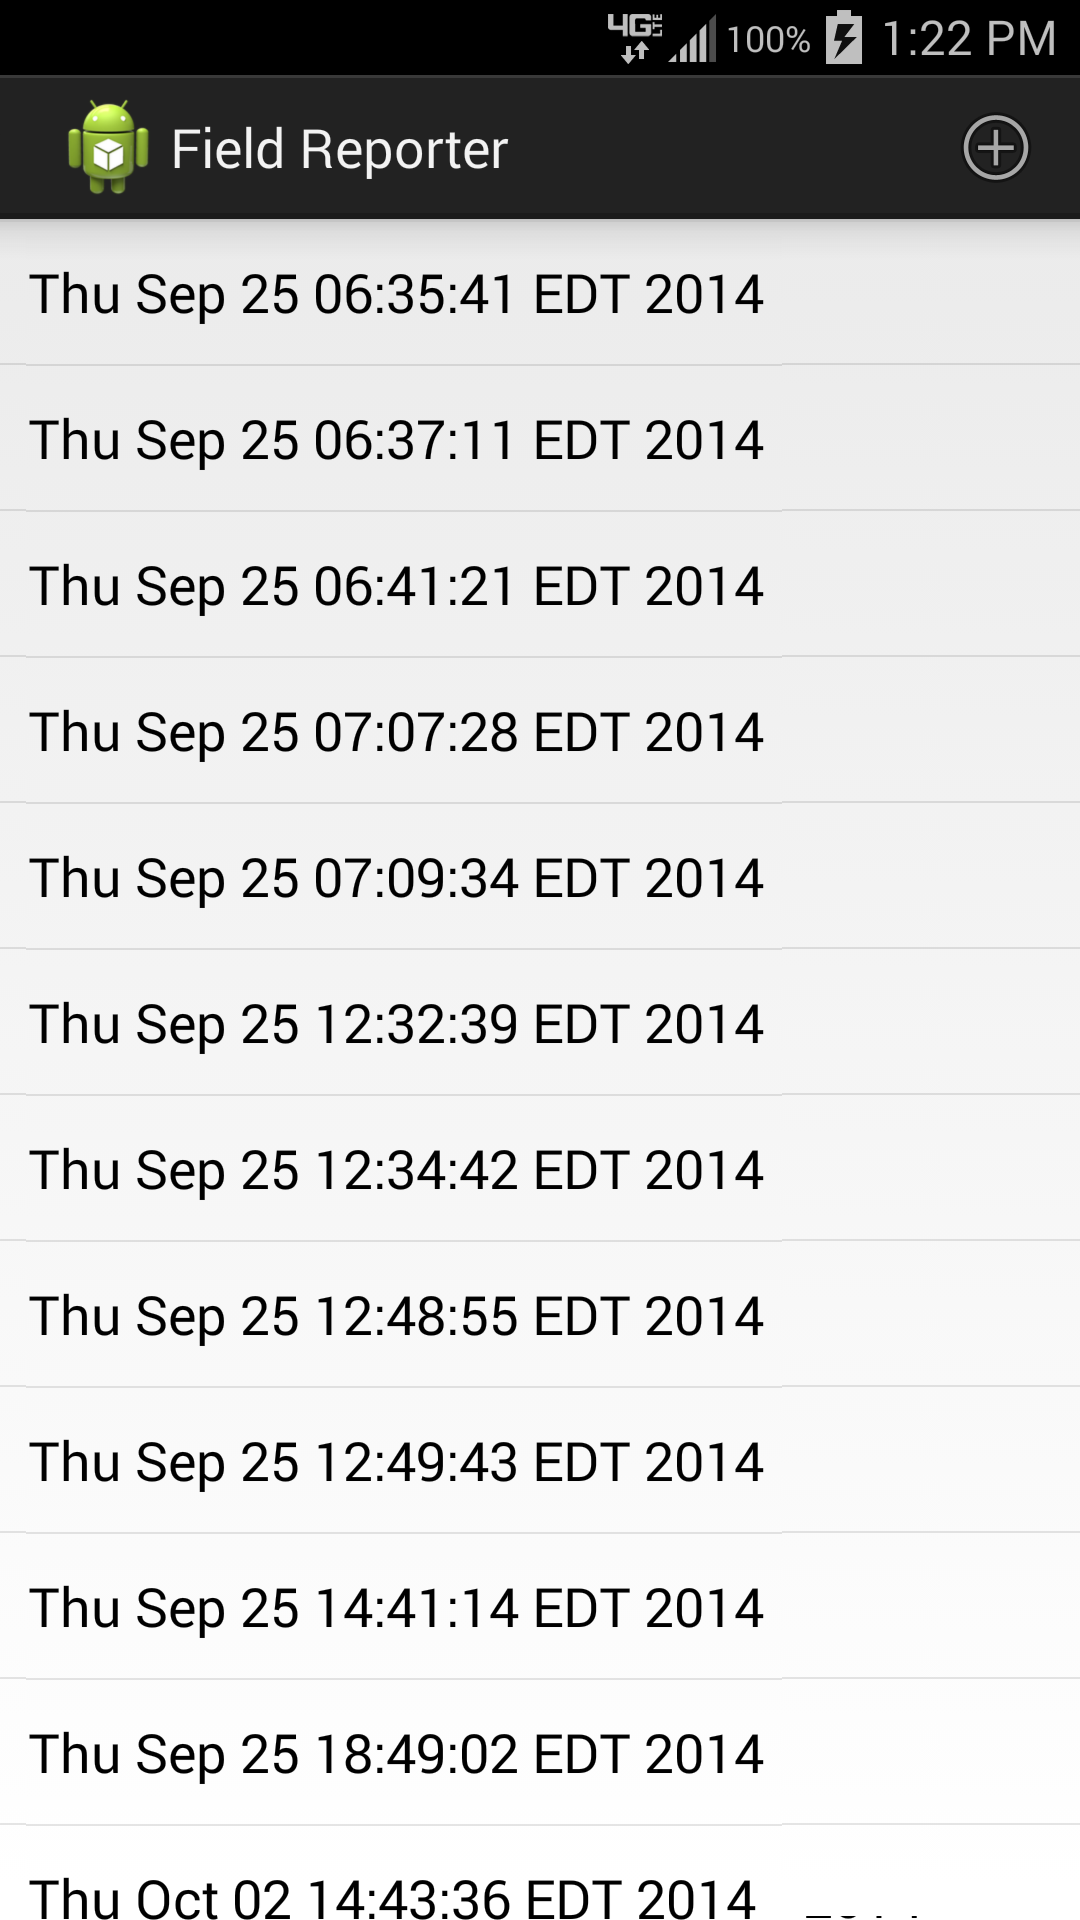 4G LTE 100% 1:22 PM
Field Reporter
Thu Sep 25 06:35:41 EDT 2014
Thu Sep 25 06:37:11 EDT 2014
Thu Sep 25 06:41:21 EDT 2014
Thu Sep 25 07:07:28 EDT 2014
Thu Sep 25 07:09:34 EDT 2014
Thu Sep 25 12:32:39 EDT 2014
Thu Sep 25 12:34:42 EDT 2014
Thu Sep 25 12:48:55 EDT 2014
Thu Sep 25 12:49:43 EDT 2014
Thu Sep 25 14:41:14 EDT 2014
Thu Sep 25 18:49:02 EDT 2014
Thu Oct 02 14:43:36 EDT 2014